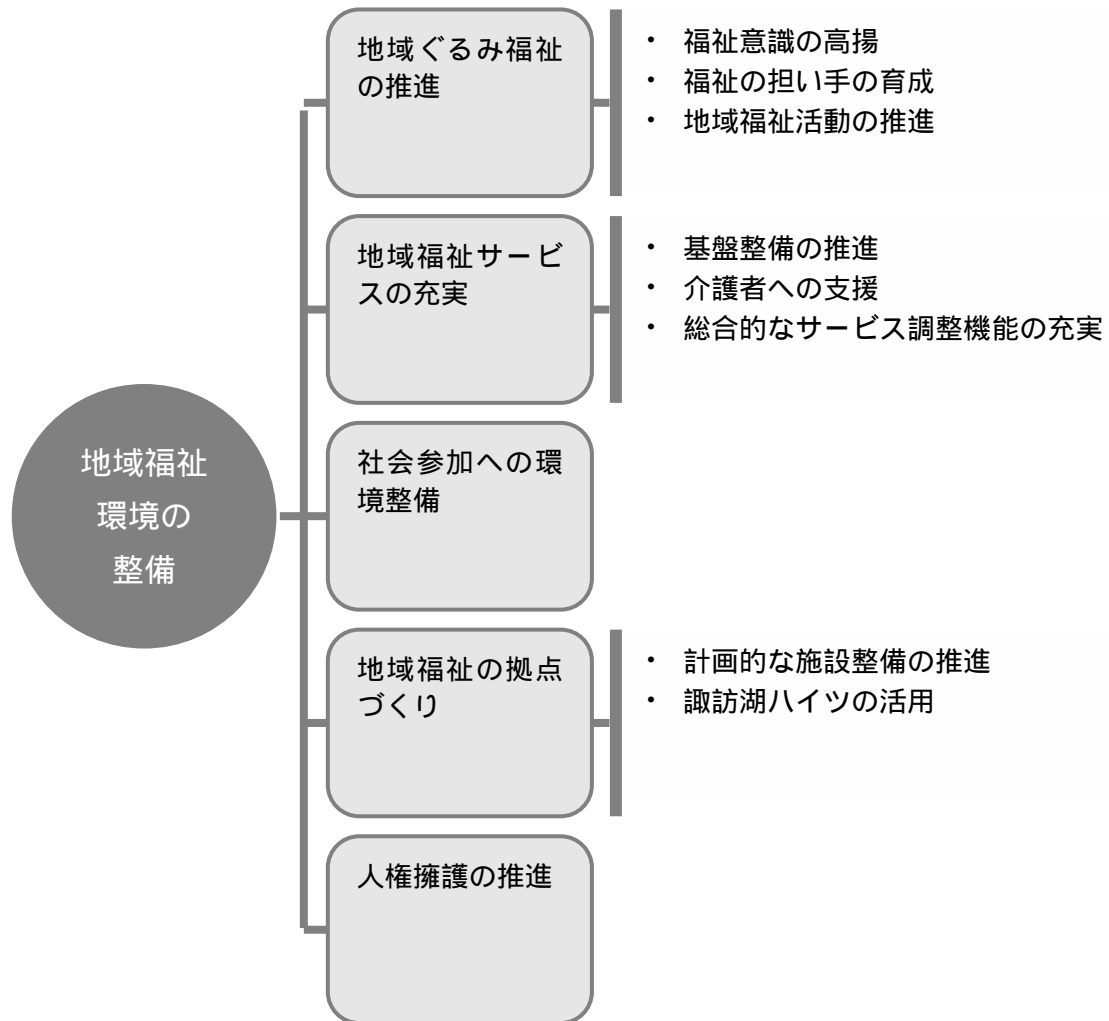 地域福祉
環境の
整備
地域ぐるみ福祉
の推進
・ 福祉意識の高揚
・ 福祉の担い手の育成
・ 地域福祉活動の推進
地域福祉サービ
スの充実
・ 基盤整備の推進
・ 介護者への支援
・ 総合的なサービス調整機能の充実
社会参加への環
境整備
地域福祉の拠点
づくり
・ 計画的な施設整備の推進
・ 諏訪湖ハイツの活用
人権擁護の推進